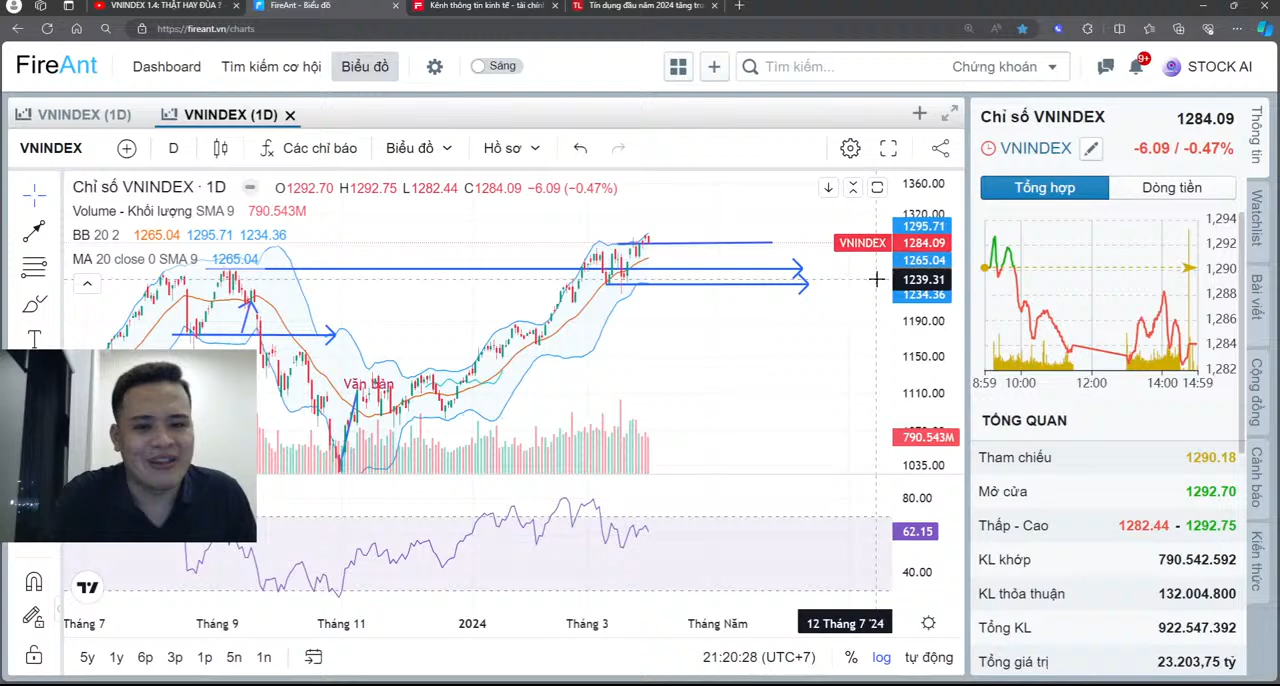 VNINDEX 1.4: THẬT HAY ĐÙA ?
FireAnt - Biểu đồ
Kênh thông tin kinh tế - tài chính
Tín dụng đầu năm 2024 tăng trư
https://fireant.vn/charts
FireAnt
Dashboard
Tìm kiếm cơ hội
Biểu đồ
Sáng
Tìm kiếm...
Chứng khoán
9+
STOCK AI
VNINDEX (1D)
VNINDEX (1D)
VNINDEX
D
Các chỉ báo
Biểu đồ
Hồ sơ
Chỉ số VNINDEX · 1D
O1292.70 H1292.75 L1282.44 C1284.09 -6.09 (-0.47%)
Volume - Khối lượng SMA 9 790.543M
BB 20 2 1265.04 1295.71 1234.36
MA 20 close 0 SMA 9 1265.04
Văn bản
1360.00
1320.00
1295.71
VNINDEX 1284.09
1265.04
1239.31
1234.36
1190.00
1150.00
1110.00
790.543M
1035.00
80.00
62.15
40.00
Tháng 7
Tháng 9
Tháng 11
2024
Tháng 3
Tháng Năm
12 Tháng 7 '24
5y 1y 6p 3p 1p 5n 1n
21:20:28 (UTC+7)
% log tự động
Chỉ số VNINDEX 1284.09
VNINDEX -6.09 / -0.47%
Tổng hợp
Dòng tiền
1,294
1,292
1,290
1,288
1,286
1,284
1,282
8:59 10:00 12:00 14:00 14:59
TỔNG QUAN
Tham chiếu 1290.18
Mở cửa 1292.70
Thấp - Cao 1282.44 - 1292.75
KL khớp 790.542.592
KL thỏa thuận 132.004.800
Tổng KL 922.547.392
Tổng giá trị 23.203,75 tỷ
Thông tin
Watchlist
Bài viết
Cộng đồng
Cảnh báo
Kiến thức